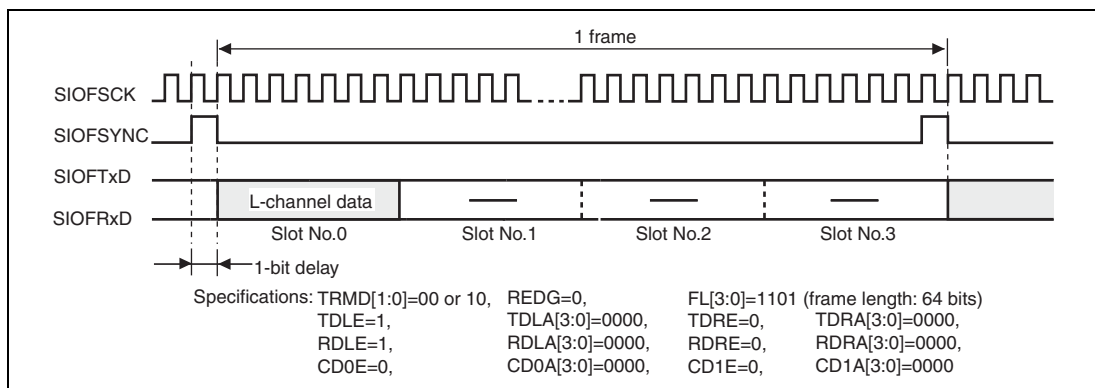 1 frame
SIOFSCK
SIOFSYNC
SIOFTxD
L-channel data
SIOFRxD
Slot No.0 Slot No.1 Slot No.2 Slot No.3
1-bit delay
Specifications: TRMD[1:0]=00 or 10, REDG=0, FL[3:0]=1101 (frame length: 64 bits)
TDLE=1, TDLA[3:0]=0000, TDRE=0, TDRA[3:0]=0000,
RDLE=1, RDLA[3:0]=0000, RDRE=0, RDRA[3:0]=0000,
CD0E=0, CD0A[3:0]=0000, CD1E=0, CD1A[3:0]=0000